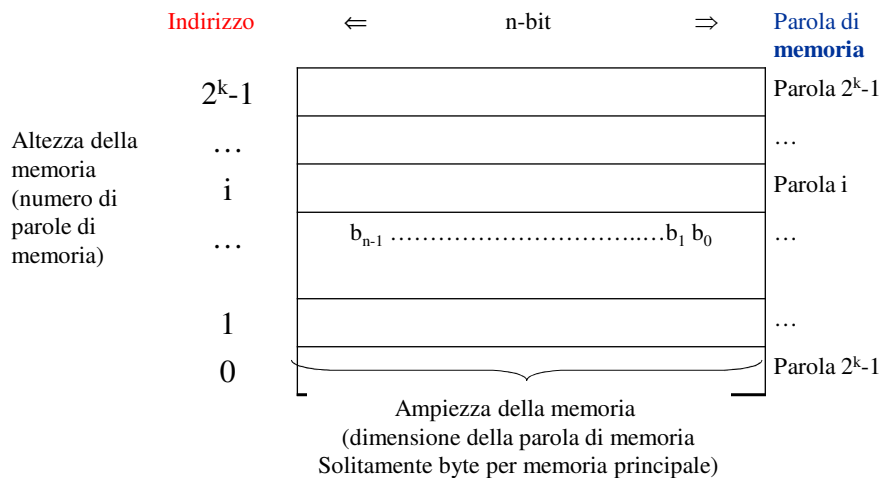 Indirizzo ⇐ n-bit ⇒ Parola di
memoria
2ᵏ-1 Parola 2ᵏ-1
Altezza della
memoria
(numero di
parole di
memoria)
… …
i Parola i
… bₙ₋₁ …………………………..…b₁ b₀ …
1 …
0 Parola 2ᵏ-1
Ampiezza della memoria
(dimensione della parola di memoria
Solitamente byte per memoria principale)